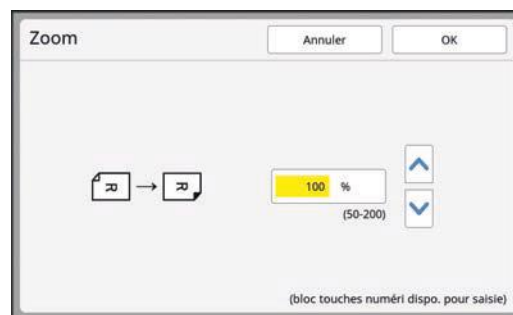 Zoom
Annuler
OK
R → R
100 %
(50-200)
(bloc touches numéri dispo. pour saisie)